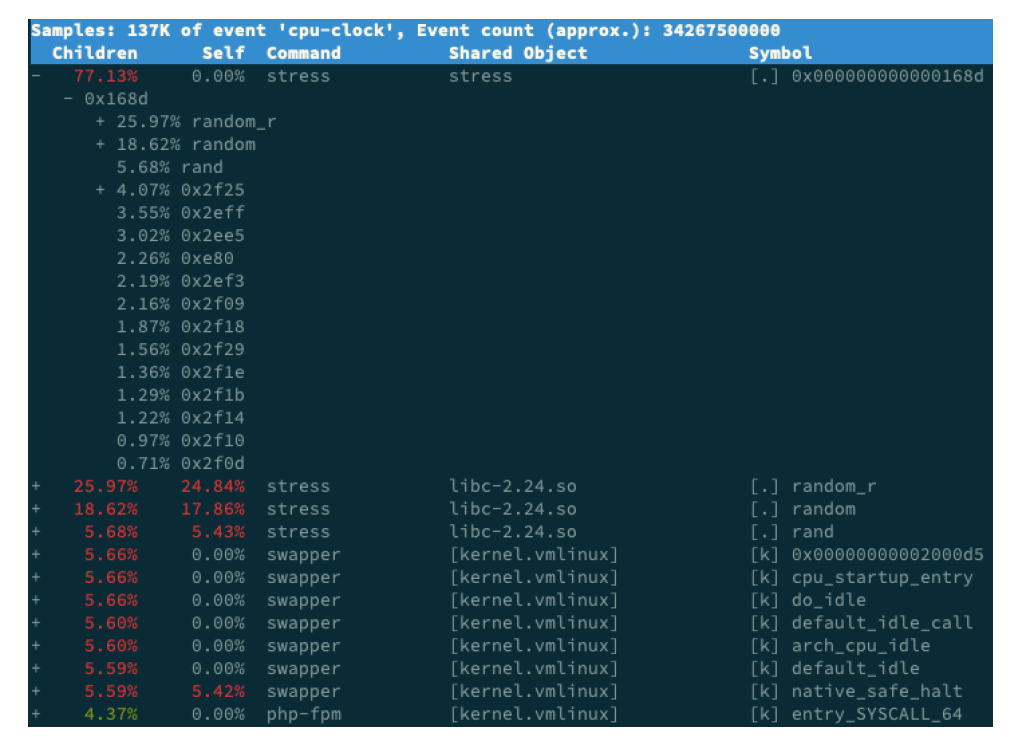 Samples: 137K of event 'cpu-clock', Event count (approx.): 34267500000
Children Self Command Shared Object Symbol
- 77.13% 0.00% stress stress [.] 0x000000000000168d
- 0x168d
+ 25.97% random_r
+ 18.62% random
5.68% rand
+ 4.07% 0x2f25
3.55% 0x2eff
3.02% 0x2ee5
2.26% 0xe80
2.19% 0x2ef3
2.16% 0x2f09
1.87% 0x2f18
1.56% 0x2f29
1.36% 0x2f1e
1.29% 0x2f1b
1.22% 0x2f14
0.97% 0x2f10
0.71% 0x2f0d
+ 25.97% 24.84% stress libc-2.24.so [.] random_r
+ 18.62% 17.86% stress libc-2.24.so [.] random
+ 5.68% 5.43% stress libc-2.24.so [.] rand
+ 5.66% 0.00% swapper [kernel.vmlinux] [k] 0x00000000002000d5
+ 5.66% 0.00% swapper [kernel.vmlinux] [k] cpu_startup_entry
+ 5.66% 0.00% swapper [kernel.vmlinux] [k] do_idle
+ 5.60% 0.00% swapper [kernel.vmlinux] [k] default_idle_call
+ 5.60% 0.00% swapper [kernel.vmlinux] [k] arch_cpu_idle
+ 5.59% 0.00% swapper [kernel.vmlinux] [k] default_idle
+ 5.59% 5.42% swapper [kernel.vmlinux] [k] native_safe_halt
+ 4.37% 0.00% php-fpm [kernel.vmlinux] [k] entry_SYSCALL_64